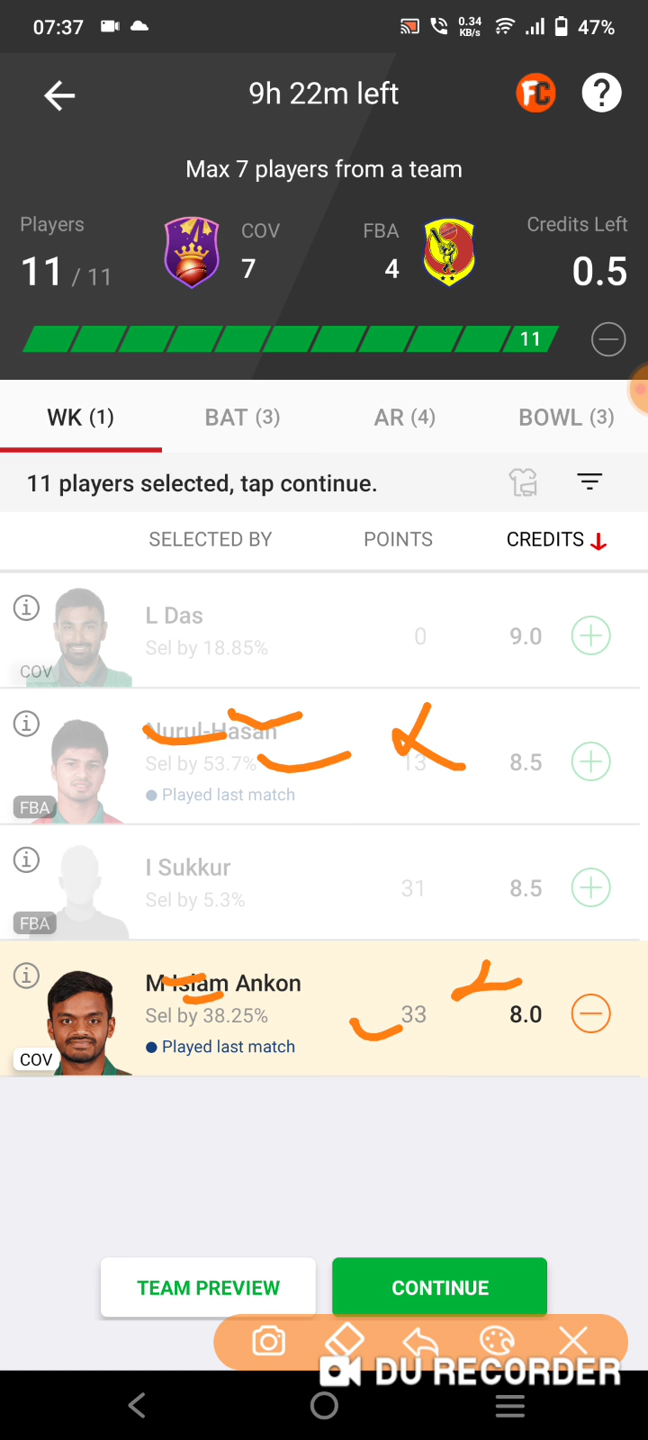 07:37
0.34 KB/s
47%
9h 22m left
FC
?
Max 7 players from a team
Players
COV
FBA
Credits Left
11 / 11
7
4
0.5
11
WK (1)
BAT (3)
AR (4)
BOWL (3)
11 players selected, tap continue.
SELECTED BY
POINTS
CREDITS
L Das
Sel by 18.85%
0
9.0
COV
Nurul-Hasan
Sel by 53.7%
13
8.5
Played last match
FBA
I Sukkur
Sel by 5.3%
31
8.5
FBA
M Islam Ankon
Sel by 38.25%
33
8.0
Played last match
COV
TEAM PREVIEW
CONTINUE
DU RECORDER